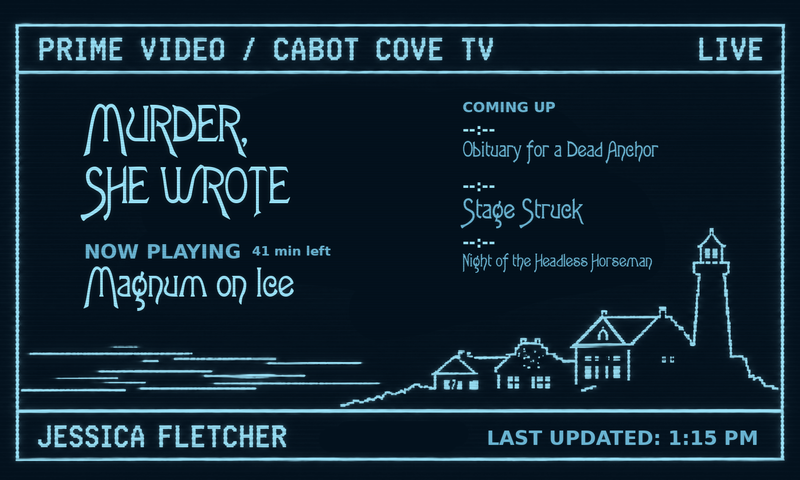 PRIME VIDEO / CABOT COVE TV
LIVE
MURDER,
SHE WROTE
NOW PLAYING 41 min left
Magnum on Ice
COMING UP
--:--
Obituary for a Dead Anchor
--:--
Stage Struck
--:--
Night of the Headless Horseman
JESSICA FLETCHER
LAST UPDATED: 1:15 PM